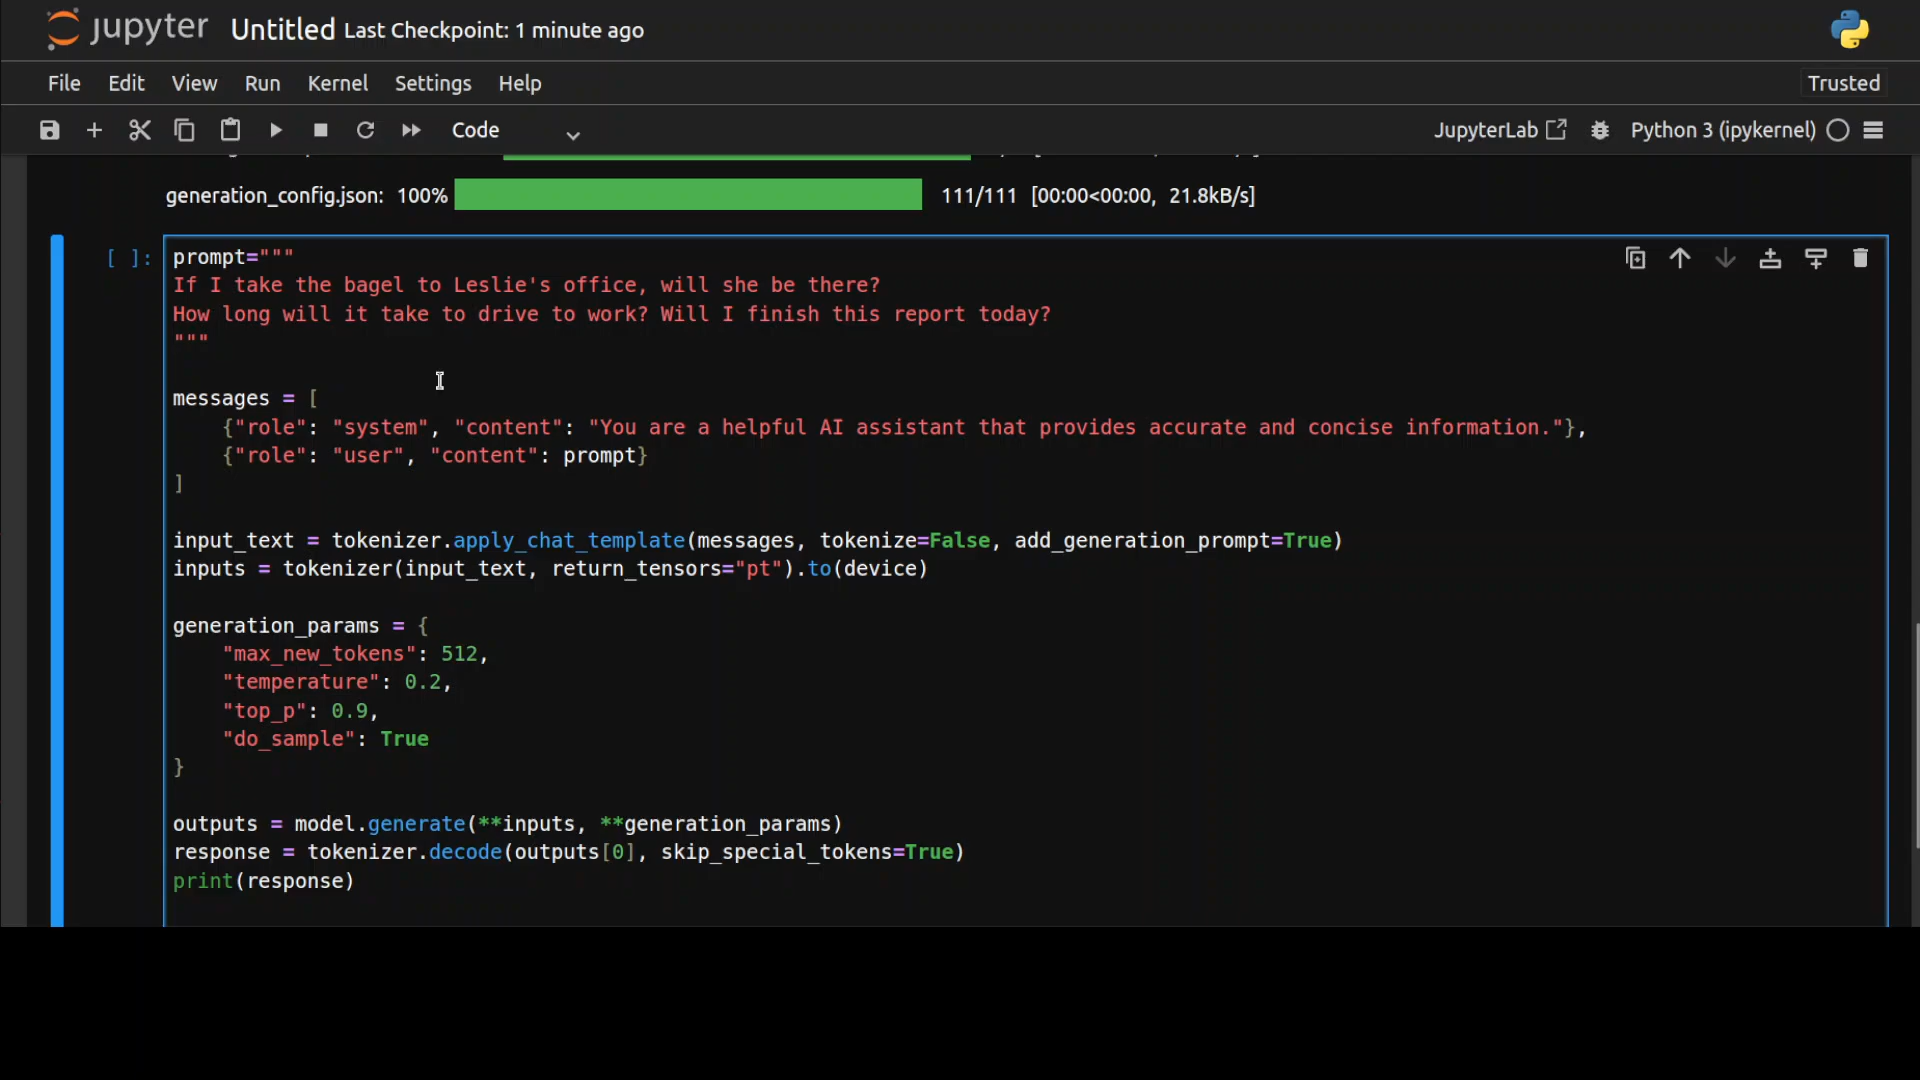 jupyter Untitled Last Checkpoint: 1 minute ago
File Edit View Run Kernel Settings Help Trusted
Code JupyterLab Python 3 (ipykernel)
generation_config.json: 100% 111/111 [00:00<00:00, 21.8kB/s]
[ ]:
prompt="""
If I take the bagel to Leslie's office, will she be there?
How long will it take to drive to work? Will I finish this report today?
"""
messages = [
    {"role": "system", "content": "You are a helpful AI assistant that provides accurate and concise information."},
    {"role": "user", "content": prompt}
]
input_text = tokenizer.apply_chat_template(messages, tokenize=False, add_generation_prompt=True)
inputs = tokenizer(input_text, return_tensors="pt").to(device)
generation_params = {
    "max_new_tokens": 512,
    "temperature": 0.2,
    "top_p": 0.9,
    "do_sample": True
}
outputs = model.generate(**inputs, **generation_params)
response = tokenizer.decode(outputs[0], skip_special_tokens=True)
print(response)